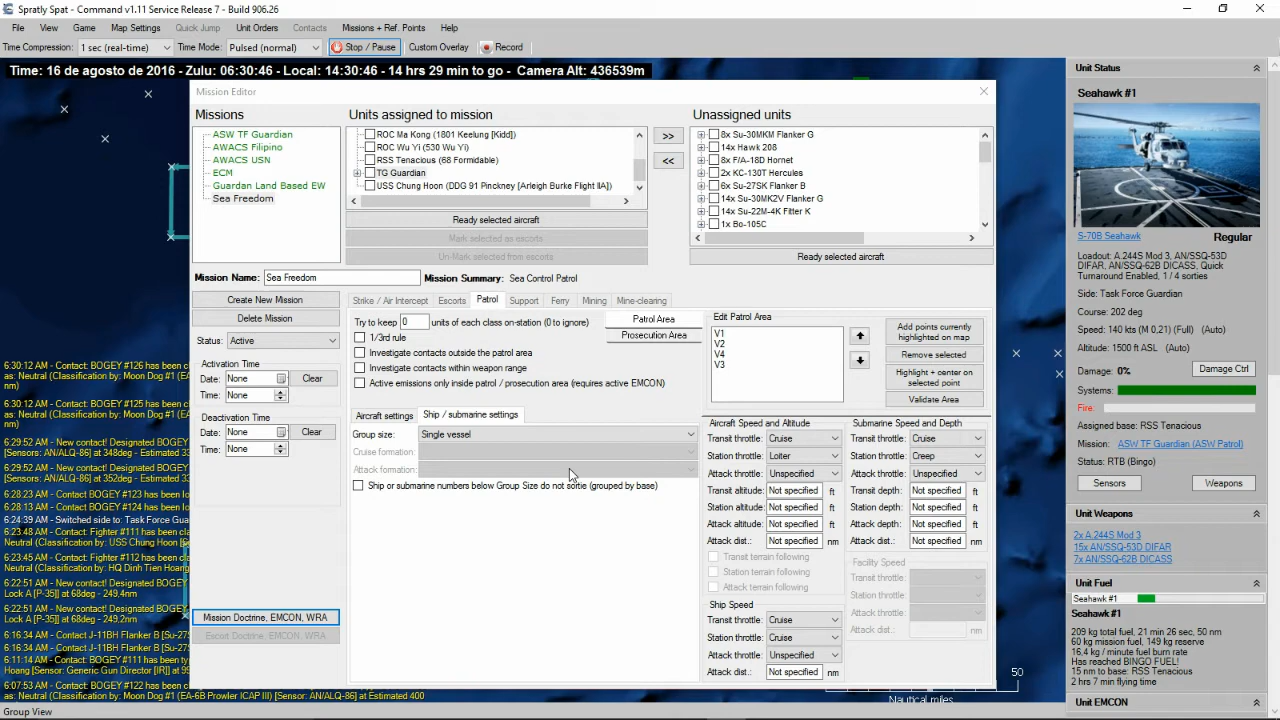 Spratly Spat - Command v1.11 Service Release 7 - Build 906.26
File View Game Map Settings Quick Jump Unit Orders Contacts Missions + Ref. Points Help
Time Compression: 1 sec (real-time) Time Mode: Pulsed (normal) Stop / Pause Custom Overlay Record
Time: 16 de agosto de 2016 - Zulu: 06:30:46 - Local: 14:30:46 - 14 hrs 29 min to go - Camera Alt: 436539m
Mission Editor
Missions
ASW TF Guardian
AWACS Filipino
AWACS USN
ECM
Guardan Land Based EW
Sea Freedom
Units assigned to mission
ROC Ma Kong (1801 Keelung [Kidd])
ROC Wu Yi (530 Wu Yi)
RSS Tenacious (68 Formidable)
TG Guardian
USS Chung Hoon (DDG 91 Pinckney [Arleigh Burke Flight IIA])
>>
<<
Unassigned units
8x Su-30MKM Flanker G
14x Hawk 208
8x F/A-18D Hornet
2x KC-130T Hercules
6x Su-27SK Flanker B
14x Su-30MK2V Flanker G
14x Su-22M-4K Fitter K
1x Bo-105C
Ready selected aircraft
Mark selected as escorts
Un-Mark selected from escorts
Ready selected aircraft
Mission Name: Sea Freedom Mission Summary: Sea Control Patrol
Create New Mission
Delete Mission
Status: Active
Activation Time
Date: None Clear
Time: None
Deactivation Time
Date: None Clear
Time: None
Mission Doctrine, EMCON, WRA
Escort Doctrine, EMCON, WRA
Strike / Air Intercept Escorts Patrol Support Ferry Mining Mine-clearing
Try to keep 0 units of each class on-station (0 to ignore)
1/3rd rule
Investigate contacts outside the patrol area
Investigate contacts within weapon range
Active emissions only inside patrol / prosecution area (requires active EMCON)
Patrol Area
Prosecution Area
Edit Patrol Area
V1
V2
V4
V3
Add points currently
highlighted on map
Remove selected
Highlight + center on
selected point
Validate Area
Aircraft settings Ship / submarine settings
Group size: Single vessel
Cruise formation:
Attack formation:
Ship or submarine numbers below Group Size do not sortie (grouped by base)
Aircraft Speed and Altitude
Transit throttle: Cruise
Station throttle: Loiter
Attack throttle: Unspecified
Transit altitude: Not specified ft
Station altitude: Not specified ft
Attack altitude: Not specified ft
Attack dist.: Not specified nm
Transit terrain following
Station terrain following
Attack terrain following
Ship Speed
Transit throttle: Cruise
Station throttle: Cruise
Attack throttle: Unspecified
Attack dist.: Not specified nm
Submarine Speed and Depth
Transit throttle: Cruise
Station throttle: Creep
Attack throttle: Unspecified
Transit depth: Not specified ft
Station depth: Not specified ft
Attack depth: Not specified ft
Attack dist.: Not specified nm
Facility Speed
Transit throttle:
Station throttle:
Attack throttle:
Attack dist.: nm
6:30:12 AM - Contact BOGEY #126 has been
as: Neutral (Classification by: Moon Dog #1 (EA
nm)
6:30:12 AM - Contact BOGEY #125 has been
as: Neutral (Classification by: Moon Dog #1 (EA
nm)
6:29:52 AM - New contact! Designated BOGEY
[Sensors: AN/ALQ-86] at 348deg - Estimated 33
6:29:52 AM - New contact! Designated BOGEY
[Sensors: AN/ALQ-86] at 352deg - Estimated 33
6:28:23 AM - Contact BOGEY #123 has been lo
6:28:13 AM - Contact BOGEY #124 has been lo
6:24:39 AM - Switched side to: Task Force Gua
6:23:48 AM - Contact Fighter #111 has been cla
Neutral (Classification by: USS Chung Hoon [Se
6:23:45 AM - Contact: Fighter #112 has been cla
Neutral (Classification by: HQ Dinh Tien Hoang
6:22:51 AM - New contact! Designated BOGEY
Lock A [P-35]] at 68deg - 249,4nm
6:22:51 AM - New contact! Designated BOGEY
Lock A [P-35]] at 68deg - 249,2nm
6:16:34 AM - Contact J-11BH Flanker B [Su-27S
6:16:34 AM - Contact J-11BH Flanker B [Su-27S
6:11:14 AM - Contact BOGEY #111 has been typ
Hoang [Sensor: Generic Gun Director [IR]] at 95
6:07:53 AM - Contact BOGEY #122 has been
as: Neutral (Classification by: Moon Dog #1 (EA-6B Prowler ICAP III) [Sensor: AN/ALQ-86] at Estimated 400
50
Nautical miles
Group View
Unit Status
Seahawk #1
S-70B Seahawk Regular
Loadout: A.244S Mod 3, AN/SSQ-53D
DIFAR, AN/SSQ-62B DICASS, Quick
Turnaround Enabled, 1 / 4 sorties
Side: Task Force Guardian
Course: 202 deg
Speed: 140 kts (M 0,21) (Full) (Auto)
Altitude: 1500 ft ASL (Auto)
Damage: 0% Damage Ctrl
Systems:
Fire:
Assigned base: RSS Tenacious
Mission: ASW TF Guardian (ASW Patrol)
Status: RTB (Bingo)
Sensors Weapons
Unit Weapons
2x A.244S Mod 3
15x AN/SSQ-53D DIFAR
7x AN/SSQ-62B DICASS
Unit Fuel
Seahawk #1
Seahawk #1
209 kg total fuel, 21 min 26 sec, 50 nm
60 kg mission fuel, 149 kg reserve
16,4 kg / minute fuel burn rate
Has reached BINGO FUEL!
15 nm to base: RSS Tenacious
2 hrs 7 min flying time
Unit EMCON